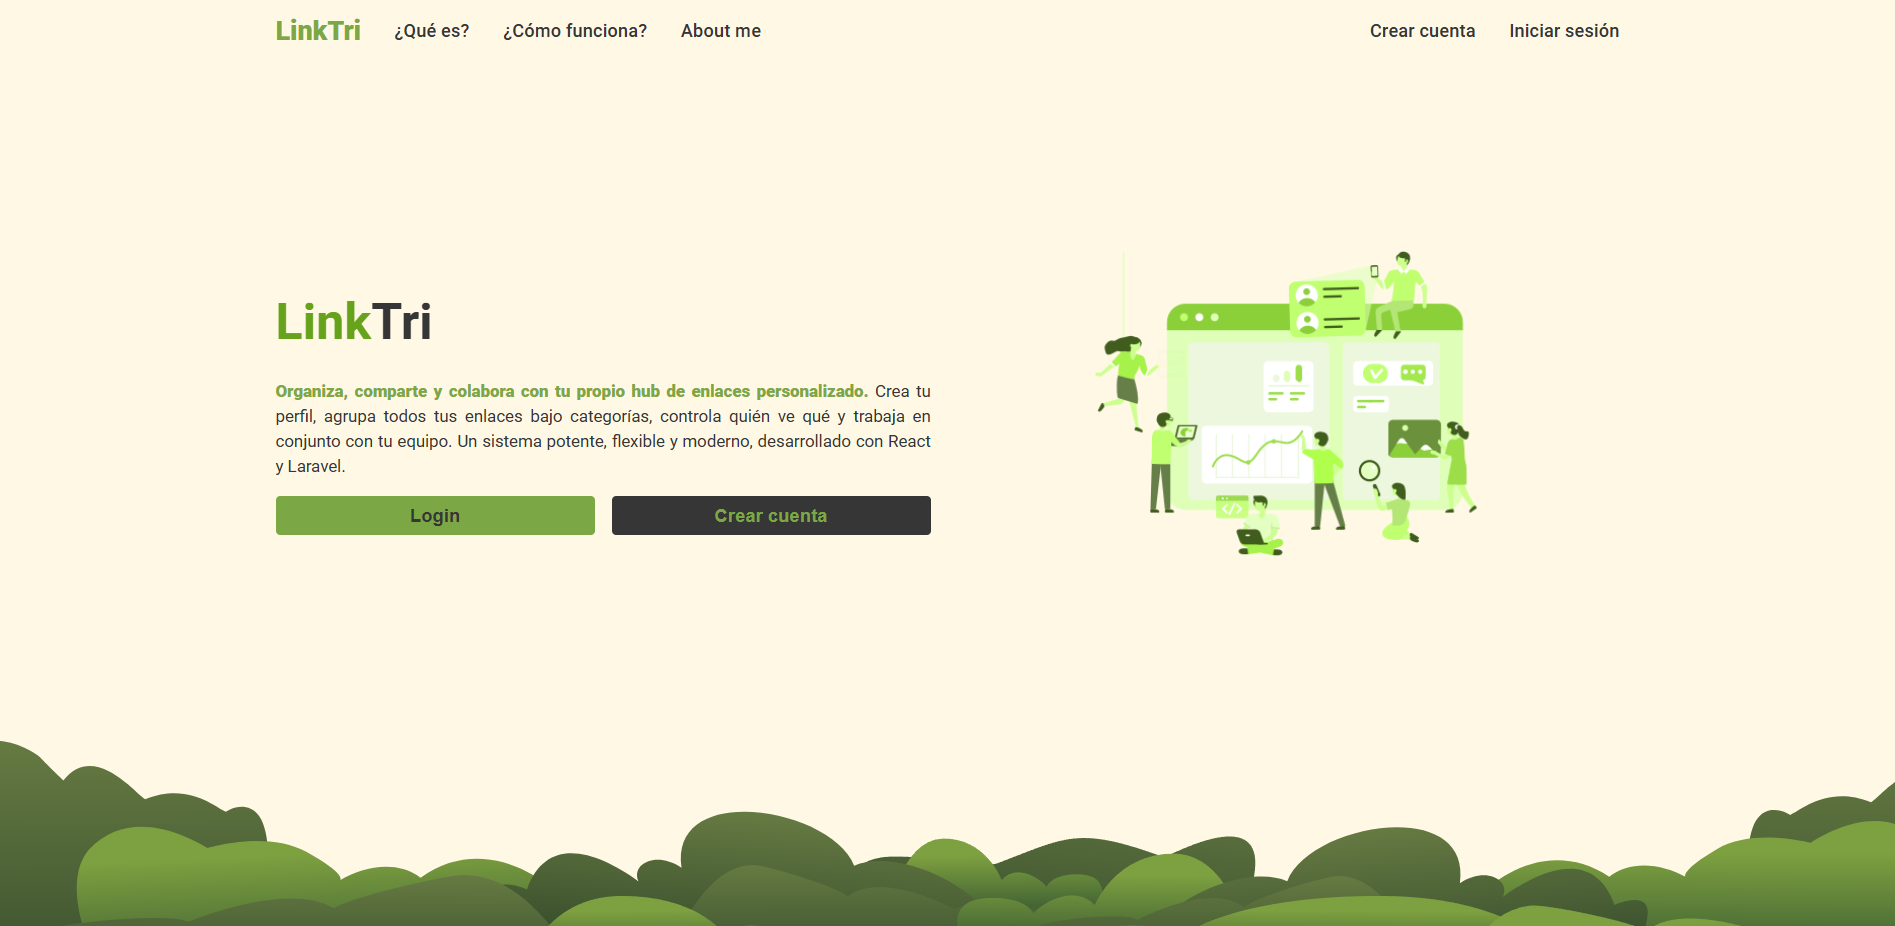 LinkTri ¿Qué es? ¿Cómo funciona? About me Crear cuenta Iniciar sesión
LinkTri
Organiza, comparte y colabora con tu propio hub de enlaces personalizado. Crea tu
perfil, agrupa todos tus enlaces bajo categorías, controla quién ve qué y trabaja en
conjunto con tu equipo. Un sistema potente, flexible y moderno, desarrollado con React
y Laravel.
Login Crear cuenta